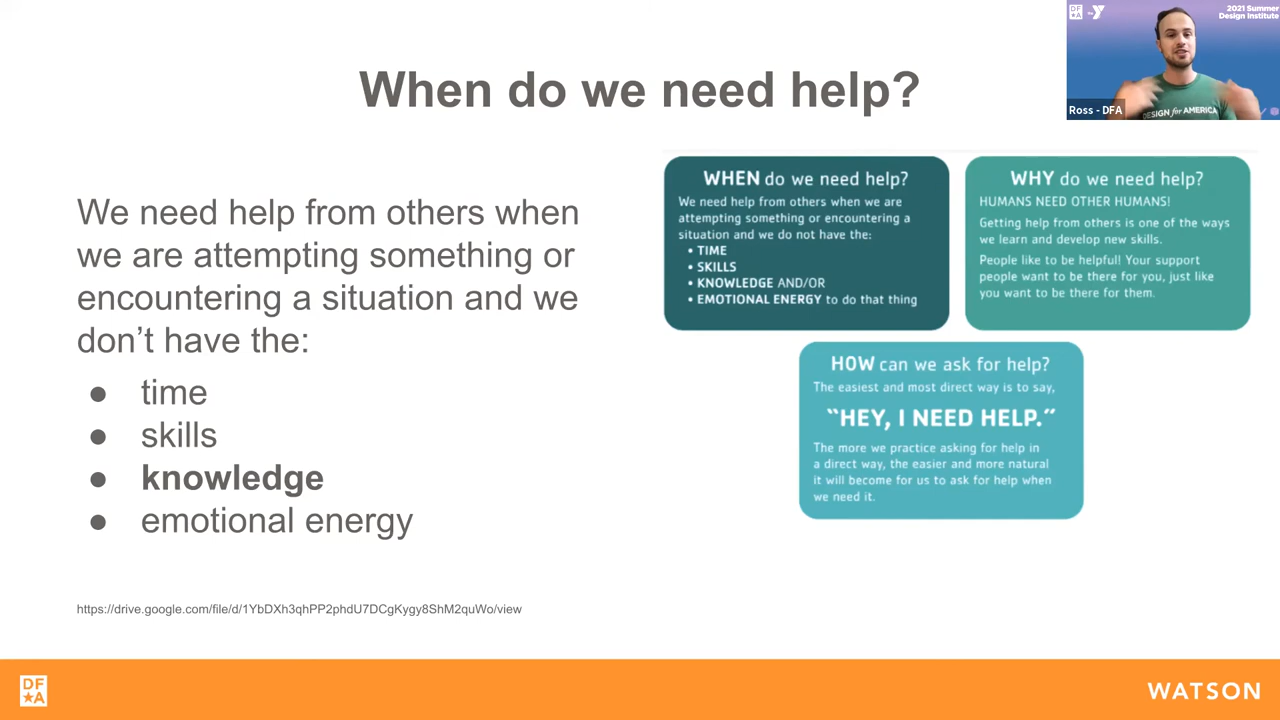 When do we need help?
We need help from others when
we are attempting something or
encountering a situation and we
don’t have the:
● time
● skills
● knowledge
● emotional energy
https://drive.google.com/file/d/1YbDXh3qhPP2phdU7DCgKygy8ShM2quWo/view
WHEN do we need help?
We need help from others when we are
attempting something or encountering a
situation and we do not have the:
• TIME
• SKILLS
• KNOWLEDGE AND/OR
• EMOTIONAL ENERGY to do that thing
WHY do we need help?
HUMANS NEED OTHER HUMANS!
Getting help from others is one of the ways
we learn and develop new skills.
People like to be helpful! Your support
people want to be there for you, just like
you want to be there for them.
HOW can we ask for help?
The easiest and most direct way is to say,
“HEY, I NEED HELP.”
The more we practice asking for help in
a direct way, the easier and more natural
it will become for us to ask for help when
we need it.
2021 Summer
Design Institute
Ross - DFA
DESIGN for AMERICA
DF
A
WATSON